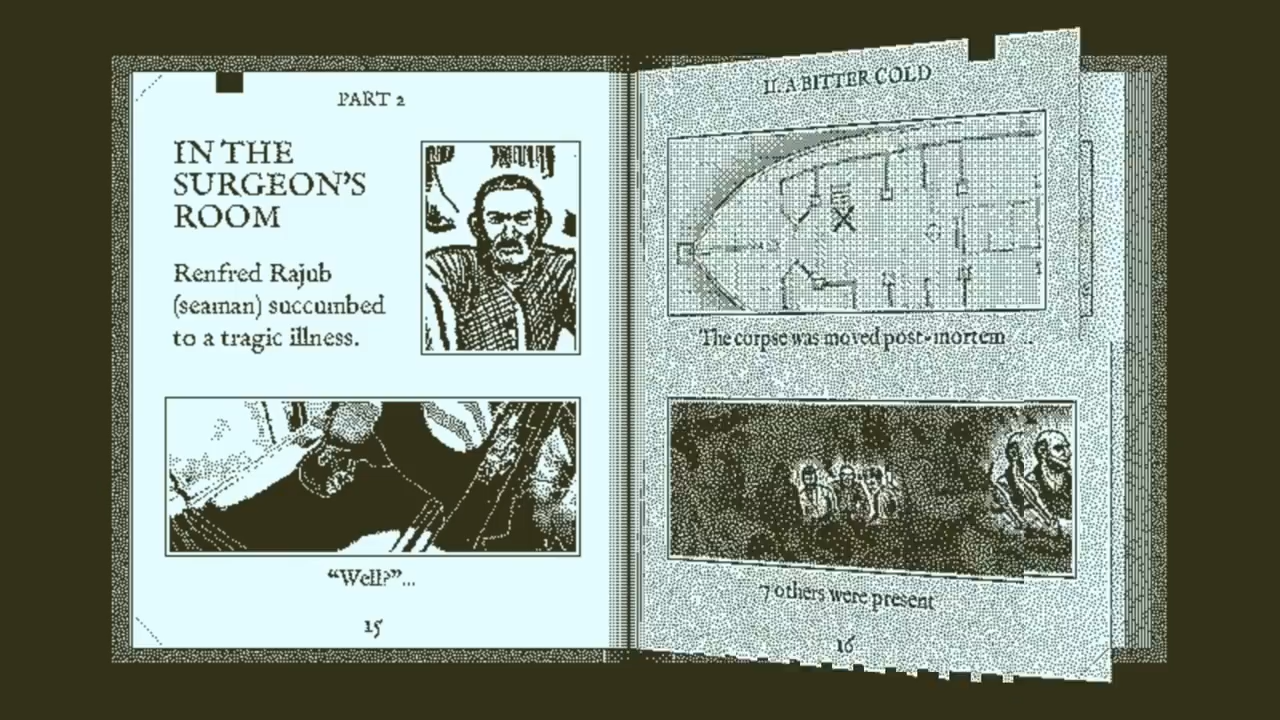 PART 2
IN THE
SURGEON'S
ROOM
Renfred Rajub
(seaman) succumbed
to a tragic illness.
“Well?”...
15
II. A BITTER COLD
The corpse was moved post-mortem ...
7 others were present
16